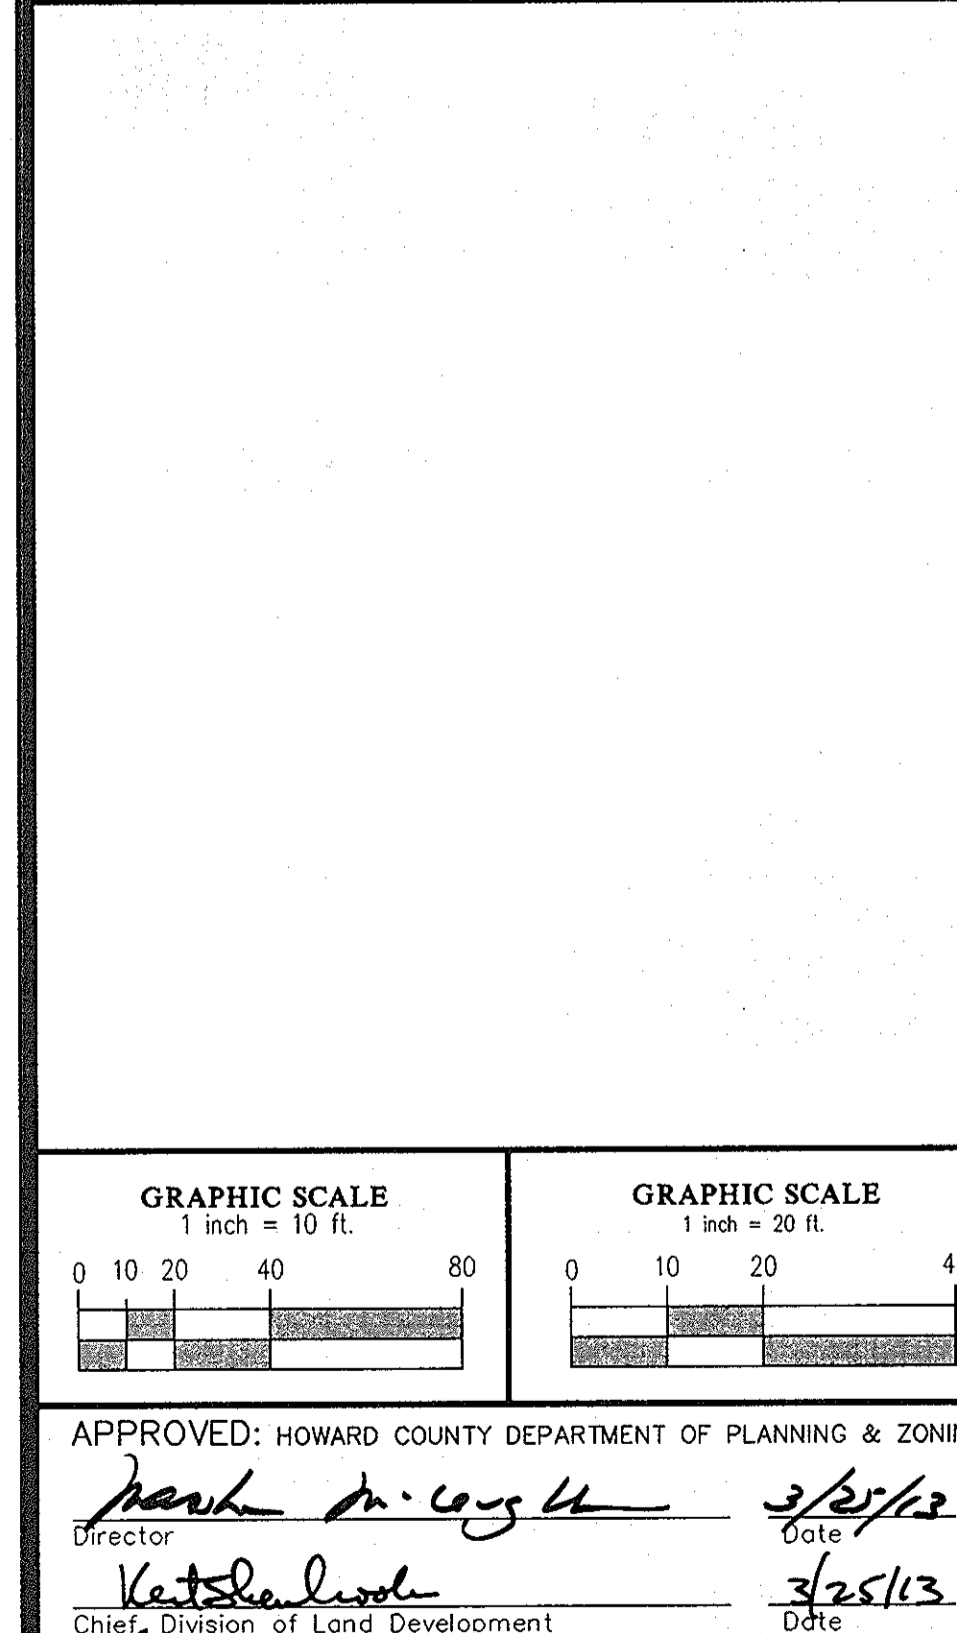 GRAPHIC SCALE
1 inch = 10 ft.
0 10 20 40 80
GRAPHIC SCALE
1 inch = 20 ft.
0 10 20 4
APPROVED: HOWARD COUNTY DEPARTMENT OF PLANNING & ZONIN
3/25/13
Director Date
3/25/13
Chief, Division of Land Development Date